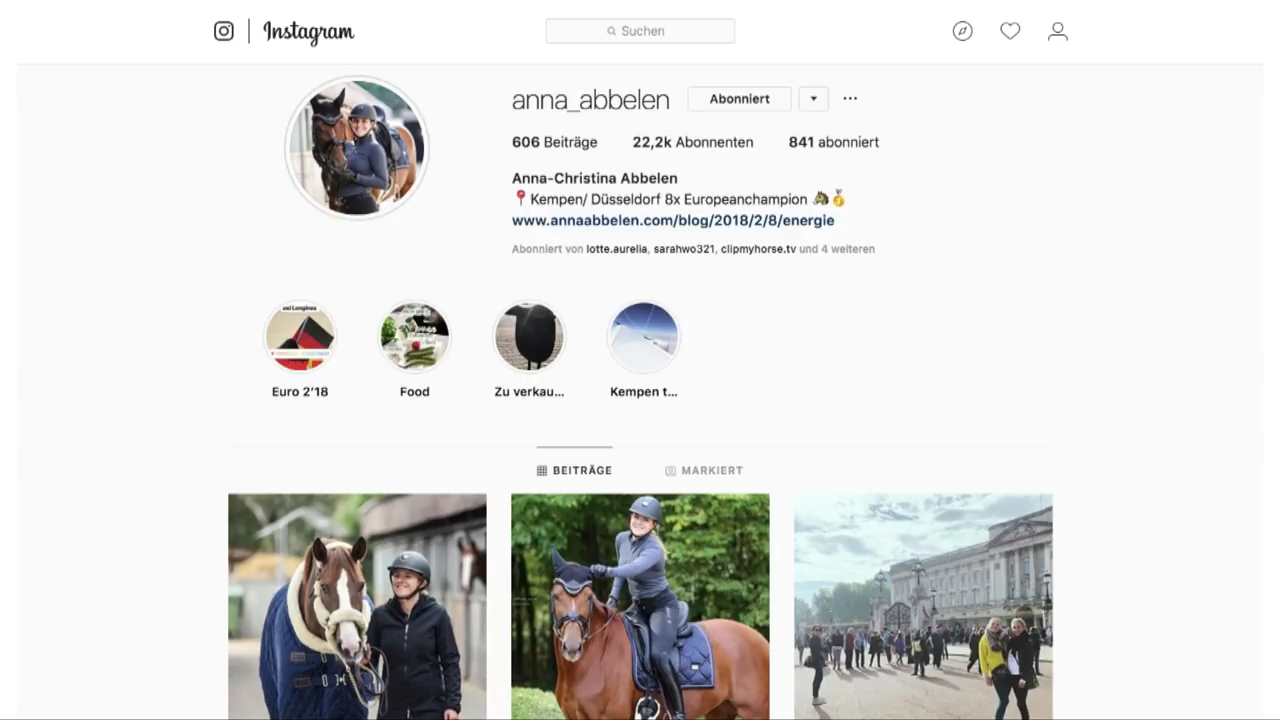 Instagram
Suchen
anna_abbelen
Abonniert
606 Beiträge 22,2k Abonnenten 841 abonniert
Anna-Christina Abbelen
📍Kempen/ Düsseldorf 8x Europeanchampion 🐴🏅
www.annaabbelen.com/blog/2018/2/8/energie
Abonniert von lotte.aurelia, sarahwo321, clipmyhorse.tv und 4 weiteren
Euro 2'18 Food Zu verkau... Kempen t...
BEITRÄGE MARKIERT